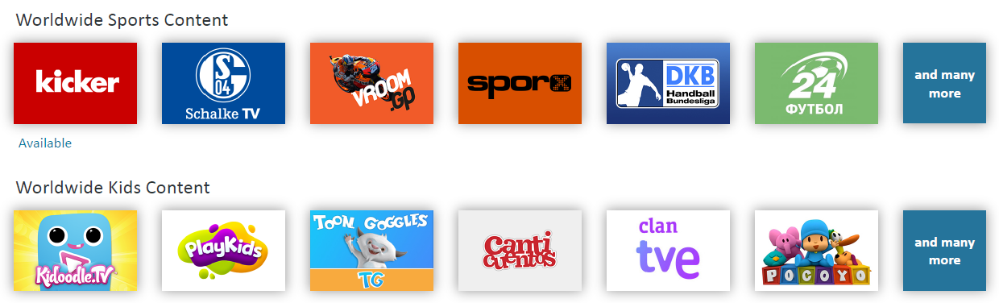 Worldwide Sports Content
kicker
S
04
Schalke TV
VROOM
.GP
sporx
DKB
Handball
Bundesliga
24
ФУТБОЛ
and many
more
Available
Worldwide Kids Content
Kidoodle.TV
PlayKids
TOON GOGGLES
TG
Canti
cuentos
clan
tve
POCOYO
and many
more